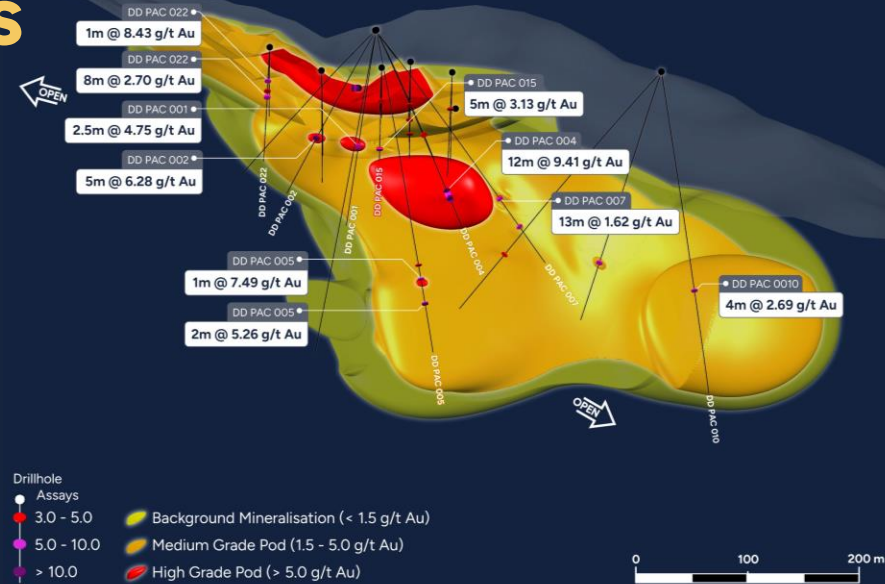 s
DD PAC 022
1m @ 8.43 g/t Au
DD PAC 022
8m @ 2.70 g/t Au
OPEN
DD PAC 001
2.5m @ 4.75 g/t Au
DD PAC 002
5m @ 6.28 g/t Au
DD PAC 015
5m @ 3.13 g/t Au
DD PAC 004
12m @ 9.41 g/t Au
DD PAC 007
13m @ 1.62 g/t Au
DD PAC 022
DD PAC 002
DD PAC 001
DD PAC 015
DD PAC 004
DD PAC 007
DD PAC 005
1m @ 7.49 g/t Au
DD PAC 005
2m @ 5.26 g/t Au
DD PAC 0010
4m @ 2.69 g/t Au
DD PAC 005
DD PAC 010
OPEN
Drillhole
Assays
3.0 - 5.0
5.0 - 10.0
> 10.0
Background Mineralisation (< 1.5 g/t Au)
Medium Grade Pod (1.5 - 5.0 g/t Au)
High Grade Pod (> 5.0 g/t Au)
0 100 200 m